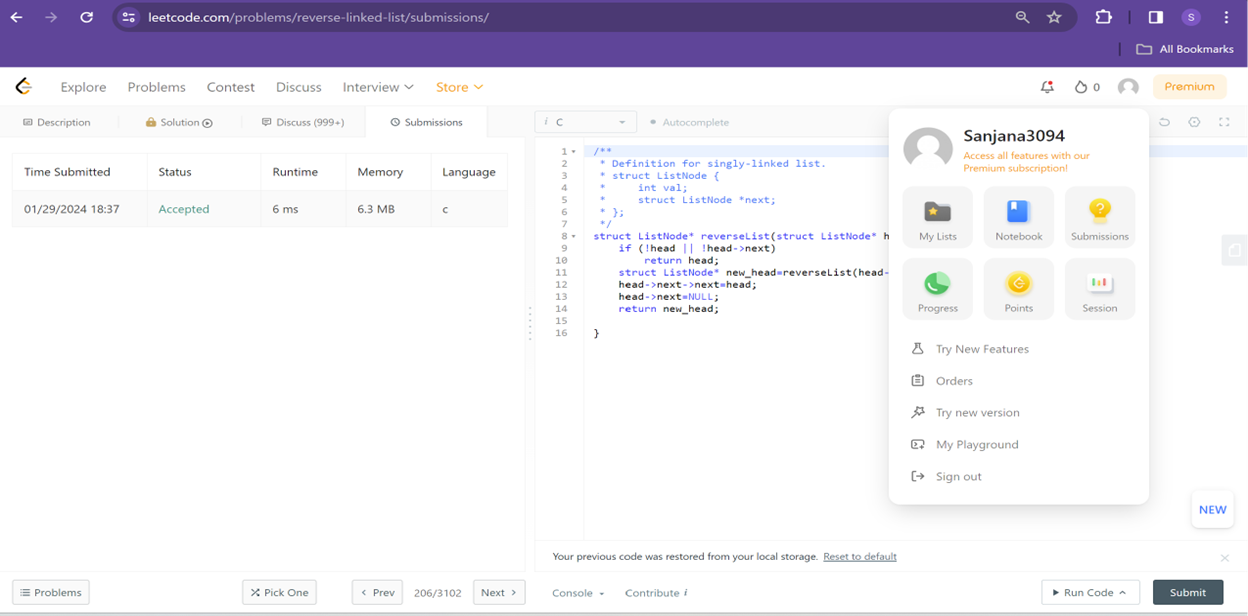 leetcode.com/problems/reverse-linked-list/submissions/
S
All Bookmarks
Explore Problems Contest Discuss Interview Store
0 Premium
Description Solution Discuss (999+) Submissions
i C Autocomplete
Time Submitted Status Runtime Memory Language
01/29/2024 18:37 Accepted 6 ms 6.3 MB c
1 /**
2 * Definition for singly-linked list.
3 * struct ListNode {
4 * int val;
5 * struct ListNode *next;
6 * };
7 */
8 struct ListNode* reverseList(struct ListNode* h
9 if (!head || !head->next)
10 return head;
11 struct ListNode* new_head=reverseList(head-
12 head->next->next=head;
13 head->next=NULL;
14 return new_head;
15
16 }
Sanjana3094
Access all features with our
Premium subscription!
My Lists Notebook Submissions
Progress Points Session
Try New Features
Orders
Try new version
My Playground
Sign out
NEW
Your previous code was restored from your local storage. Reset to default
Problems Pick One Prev 206/3102 Next Console Contribute i Run Code Submit